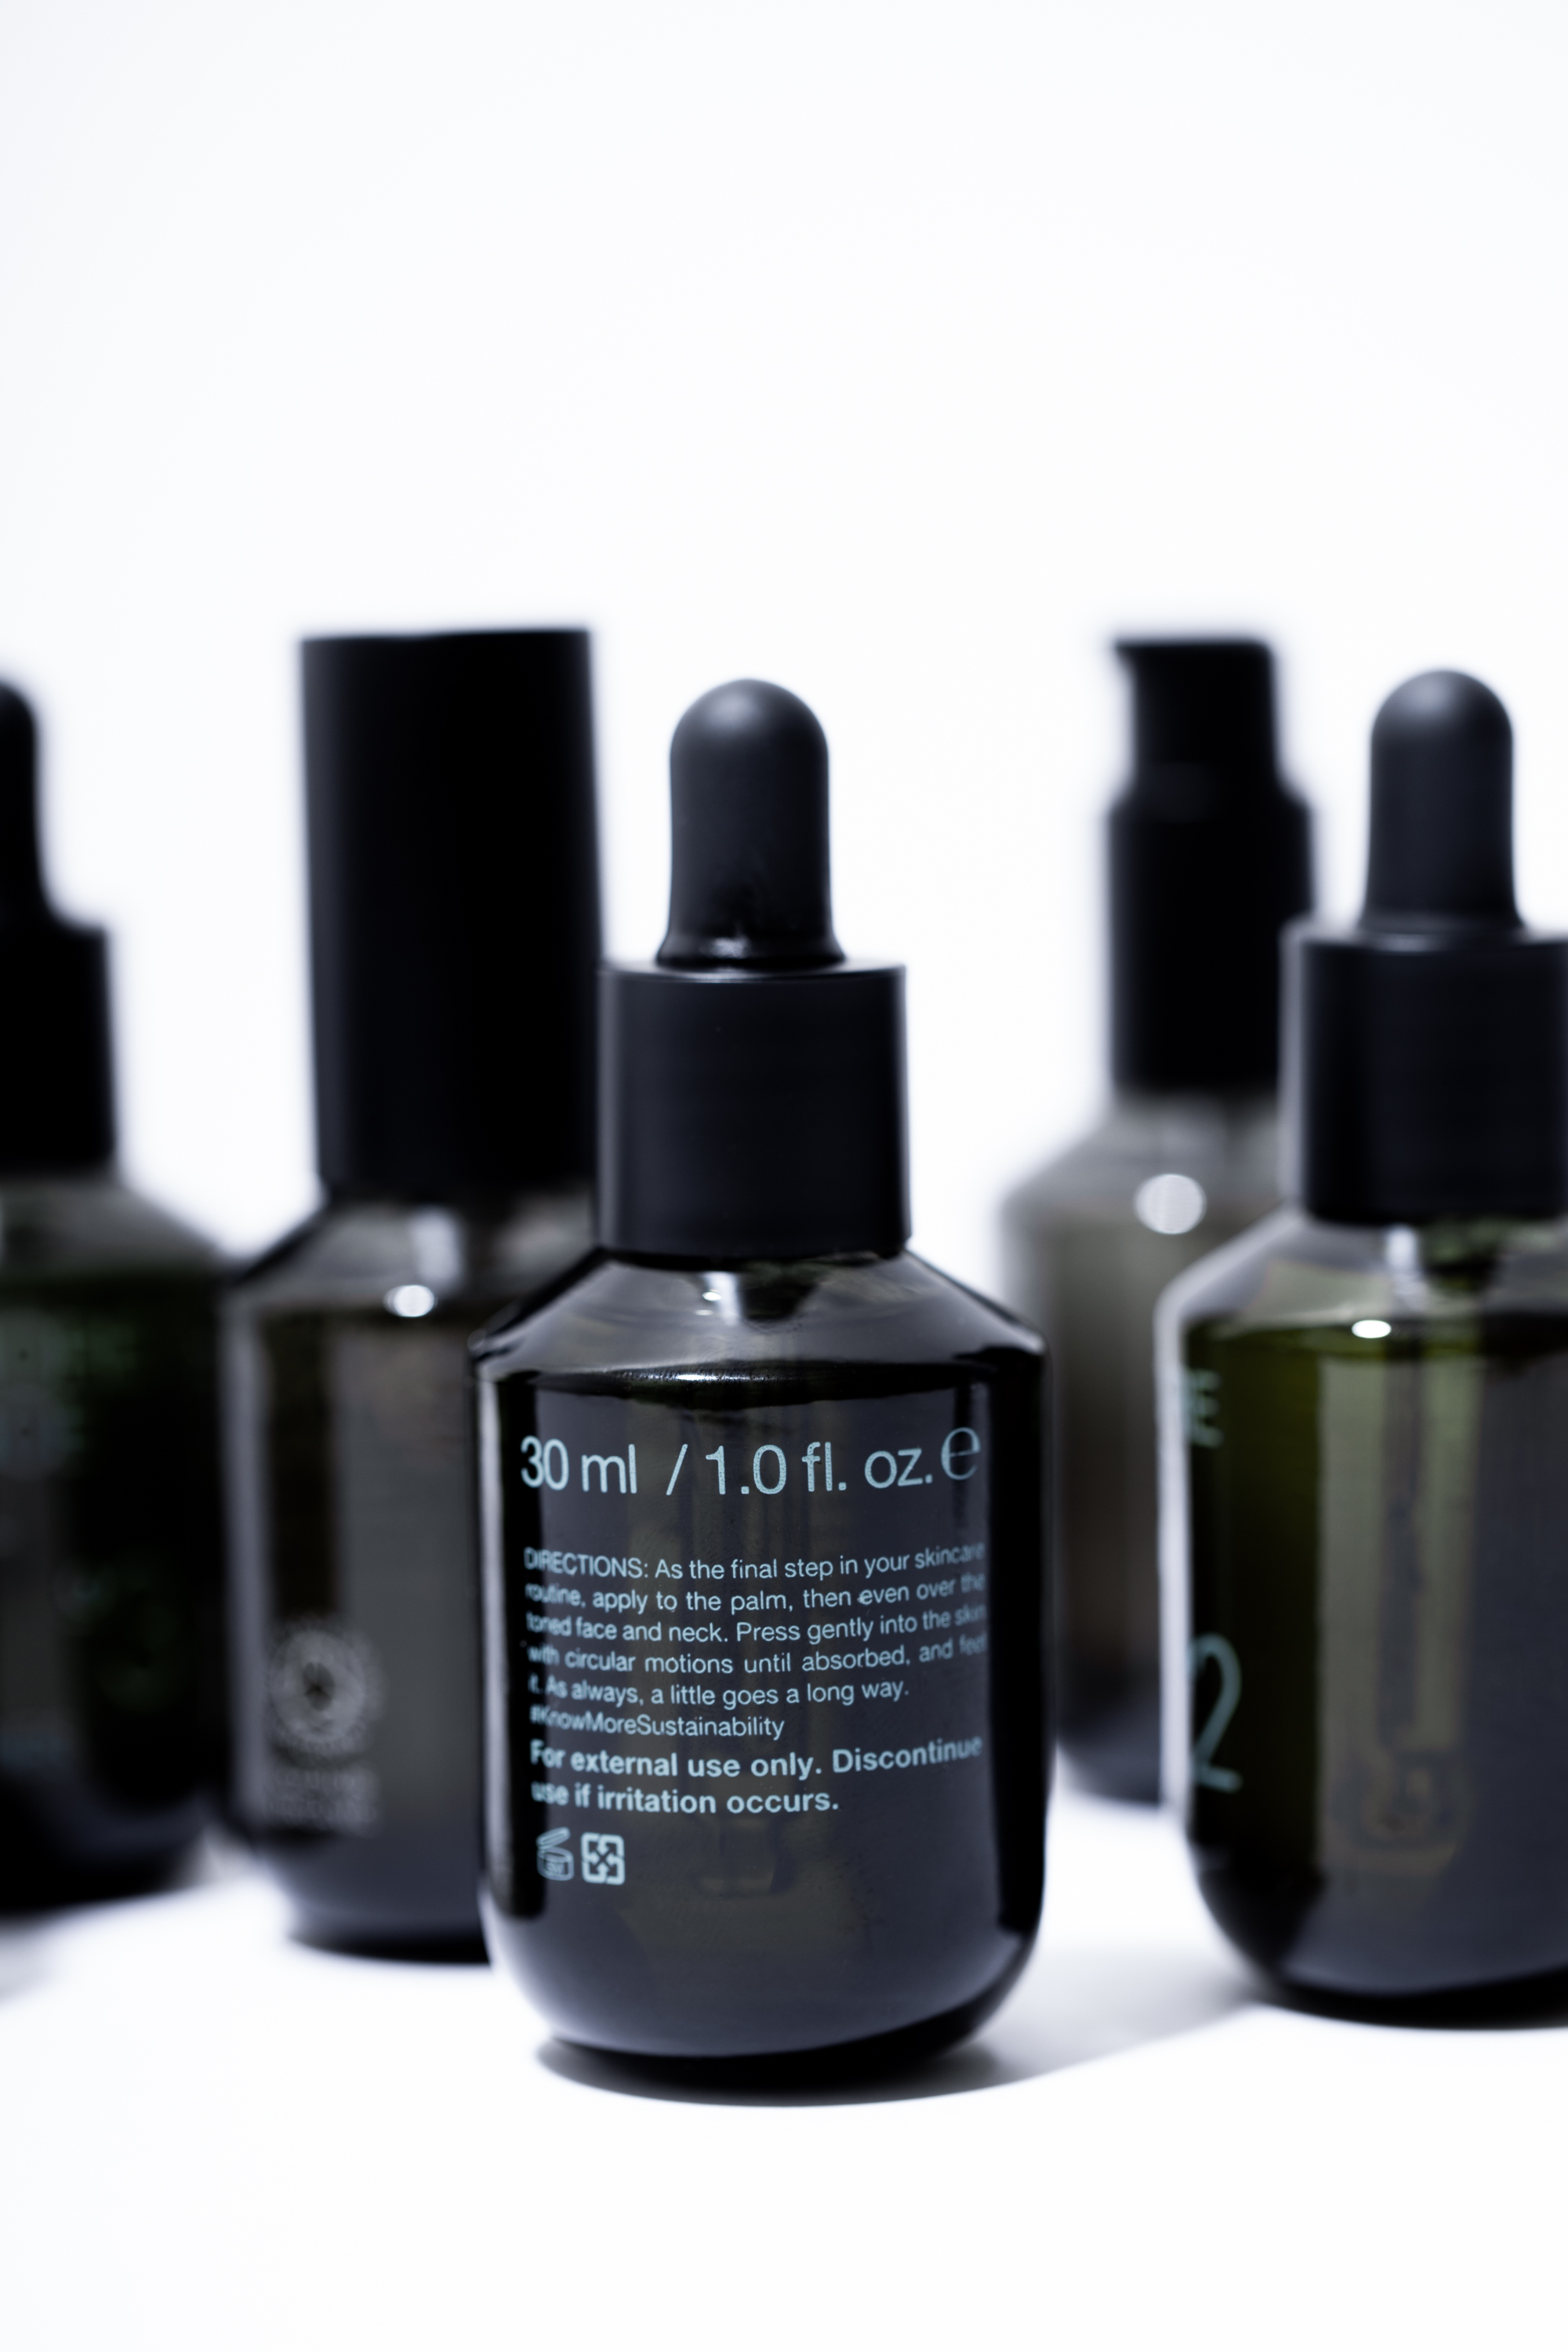 30 ml / 1.0 fl. oz. ℮
DIRECTIONS: As the final step in your skincare
routine, apply to the palm, then even over the
toned face and neck. Press gently into the skin
with circular motions until absorbed, and feel
it. As always, a little goes a long way.
#KnowMoreSustainability
For external use only. Discontinue
use if irritation occurs.
E
2